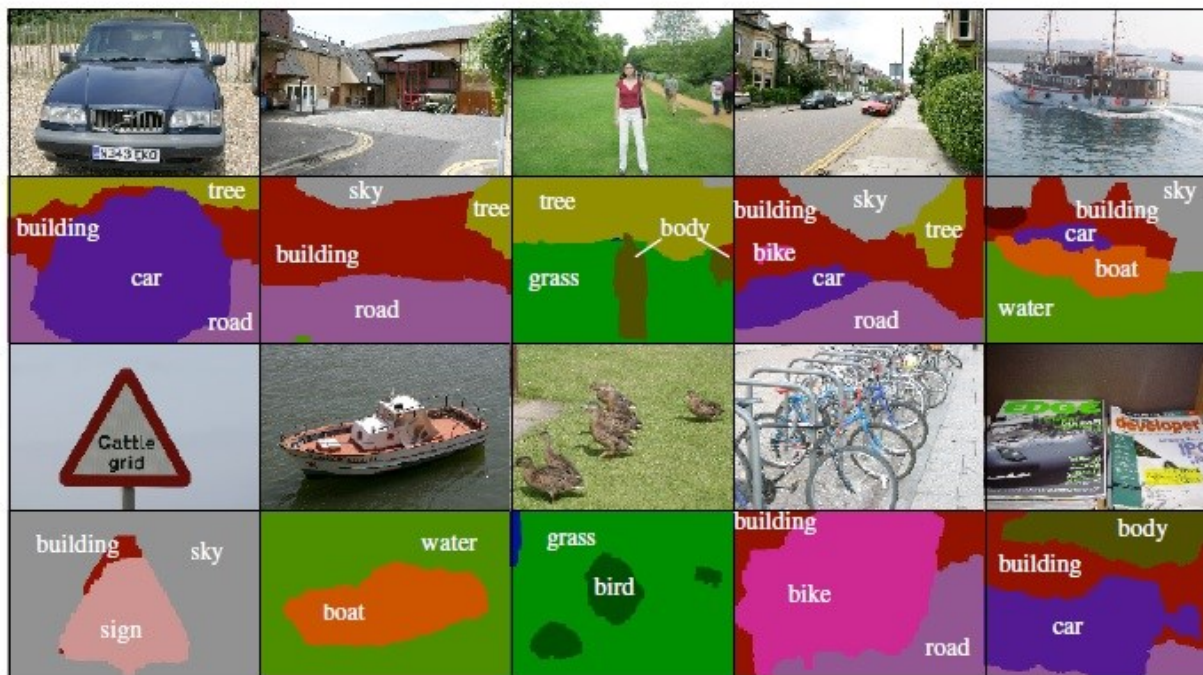 N343 EKO
tree
building
car
road
sky
tree
building
road
tree
body
grass
building
sky
tree
bike
car
road
sky
building
car
boat
water
Cattle
grid
EDGE
developer
building
sky
sign
water
boat
grass
bird
building
bike
road
body
building
car